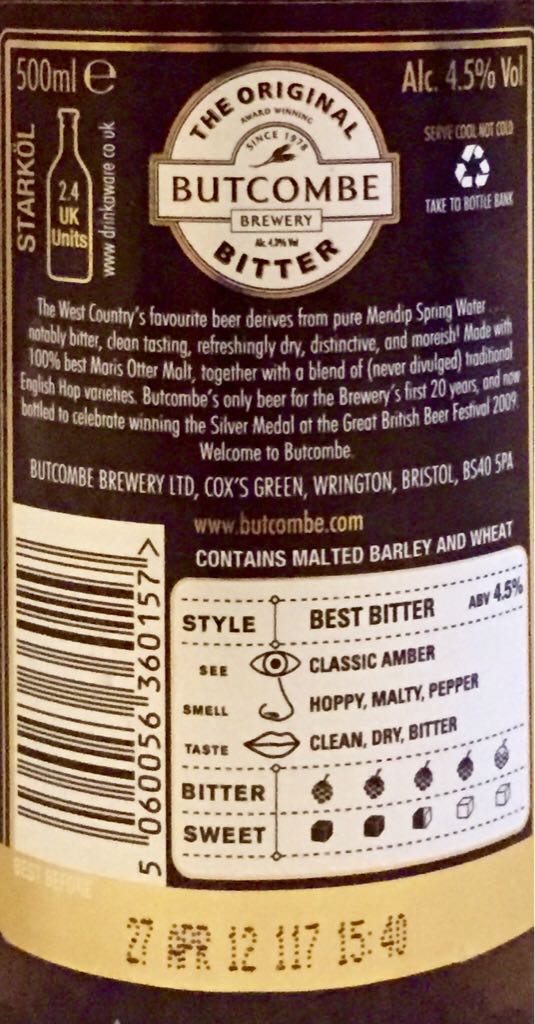 500ml e
Alc. 4.5% Vol
STARKÖL
2.4
UK
Units
www.drinkaware.co.uk
THE ORIGINAL
AWARD WINNING
SINCE 1978
BUTCOMBE
BREWERY
Alc 4.5% Vol
BITTER
SERVE COOL NOT COLD
TAKE TO BOTTLE BANK
The West Country's favourite beer derives from pure Mendip Spring Water...
notably bitter, clean tasting, refreshingly dry, distinctive, and moreish! Made with
100% best Maris Otter Malt, together with a blend of (never divulged) traditional
English Hop varieties. Butcombe's only beer for the Brewery's first 20 years, and now
bottled to celebrate winning the Silver Medal at the Great British Beer Festival 2009.
Welcome to Butcombe.
BUTCOMBE BREWERY LTD, COX'S GREEN, WRINGTON, BRISTOL, BS40 5PA
www.butcombe.com
CONTAINS MALTED BARLEY AND WHEAT
5 060056 360157 >
STYLE BEST BITTER ABV 4.5%
SEE CLASSIC AMBER
SMELL HOPPY, MALTY, PEPPER
TASTE CLEAN, DRY, BITTER
BITTER
SWEET
BEST BEFORE
27 APR 12 117 15:40